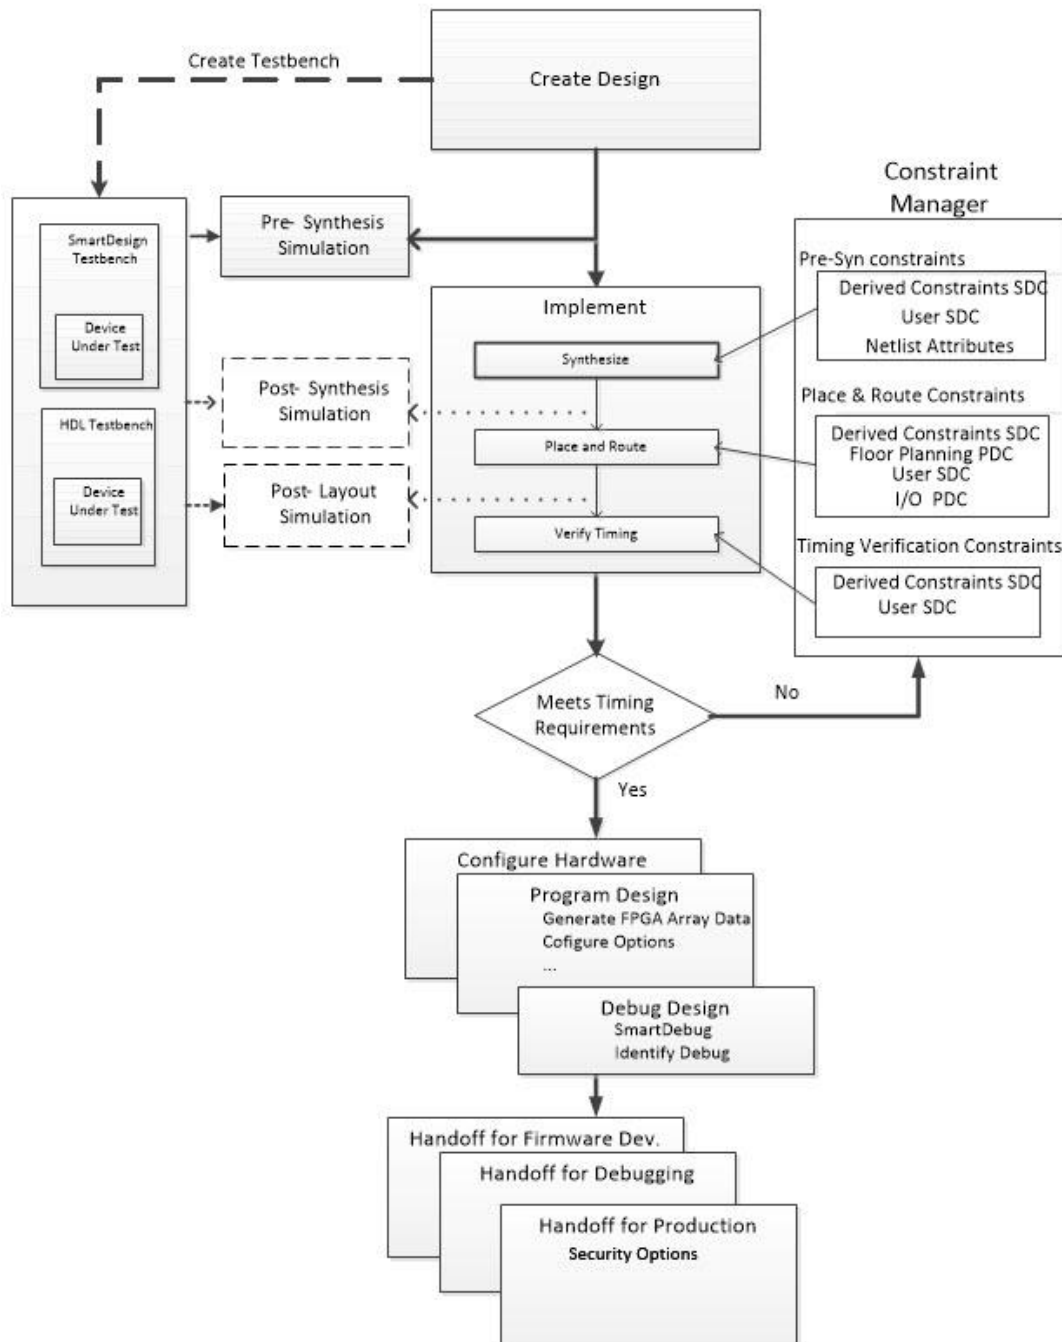 Create Testbench
Create Design
Constraint
Manager
SmartDesign
Testbench
Device
Under Test
HDL Testbench
Device
Under Test
Pre- Synthesis
Simulation
Post- Synthesis
Simulation
Post- Layout
Simulation
Implement
Synthesize
Place and Route
Verify Timing
Pre-Syn constraints
Derived Constraints SDC
User SDC
Netlist Attributes
Place & Route Constraints
Derived Constraints SDC
Floor Planning PDC
User SDC
I/O PDC
Timing Verification Constraints
Derived Constraints SDC
User SDC
Meets Timing
Requirements
No
Yes
Configure Hardware
Program Design
Generate FPGA Array Data
Cofigure Options
...
Debug Design
SmartDebug
Identify Debug
Handoff for Firmware Dev.
Handoff for Debugging
Handoff for Production
Security Options